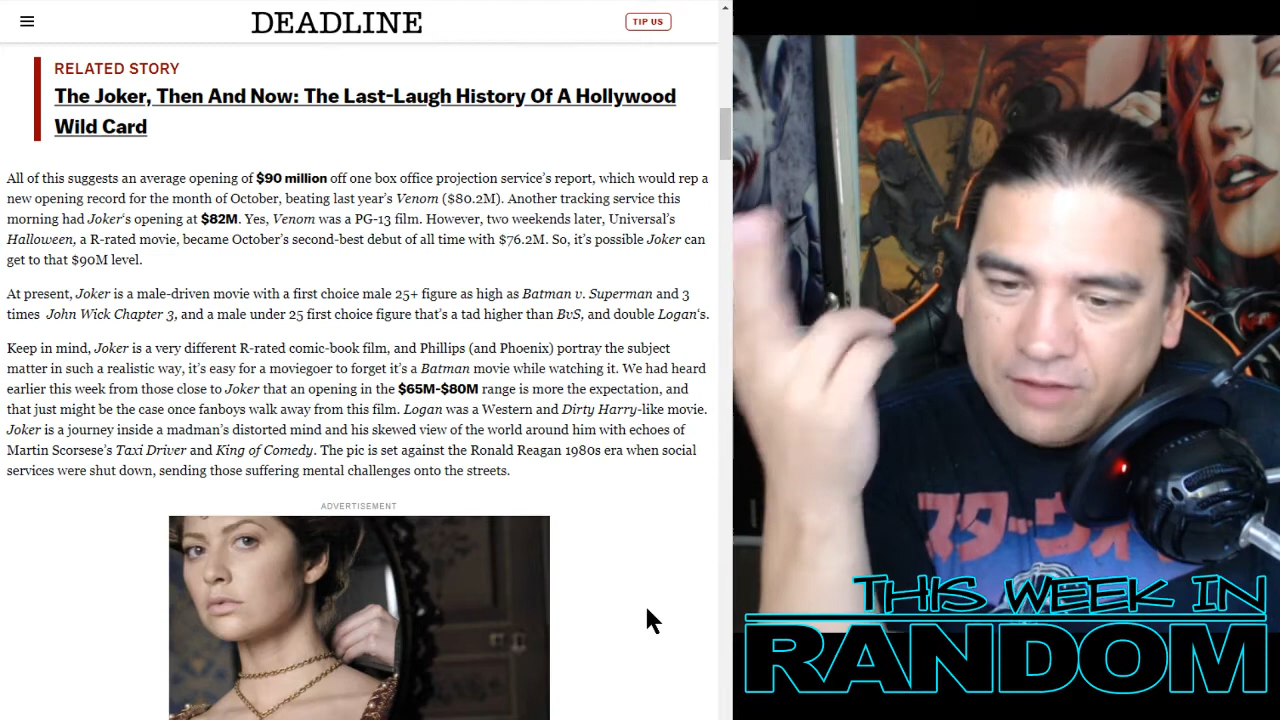 DEADLINE
TIP US
RELATED STORY
The Joker, Then And Now: The Last-Laugh History Of A Hollywood
Wild Card
All of this suggests an average opening of $90 million off one box office projection service's report, which would rep a
new opening record for the month of October, beating last year's Venom ($80.2M). Another tracking service this
morning had Joker‘s opening at $82M. Yes, Venom was a PG-13 film. However, two weekends later, Universal's
Halloween, a R-rated movie, became October's second-best debut of all time with $76.2M. So, it's possible Joker can
get to that $90M level.
At present, Joker is a male-driven movie with a first choice male 25+ figure as high as Batman v. Superman and 3
times John Wick Chapter 3, and a male under 25 first choice figure that's a tad higher than BvS, and double Logan‘s.
Keep in mind, Joker is a very different R-rated comic-book film, and Phillips (and Phoenix) portray the subject
matter in such a realistic way, it's easy for a moviegoer to forget it's a Batman movie while watching it. We had heard
earlier this week from those close to Joker that an opening in the $65M-$80M range is more the expectation, and
that just might be the case once fanboys walk away from this film. Logan was a Western and Dirty Harry-like movie.
Joker is a journey inside a madman's distorted mind and his skewed view of the world around him with echoes of
Martin Scorsese's Taxi Driver and King of Comedy. The pic is set against the Ronald Reagan 1980s era when social
services were shut down, sending those suffering mental challenges onto the streets.
ADVERTISEMENT
スターウォ
THIS WEEK IN
RANDOM